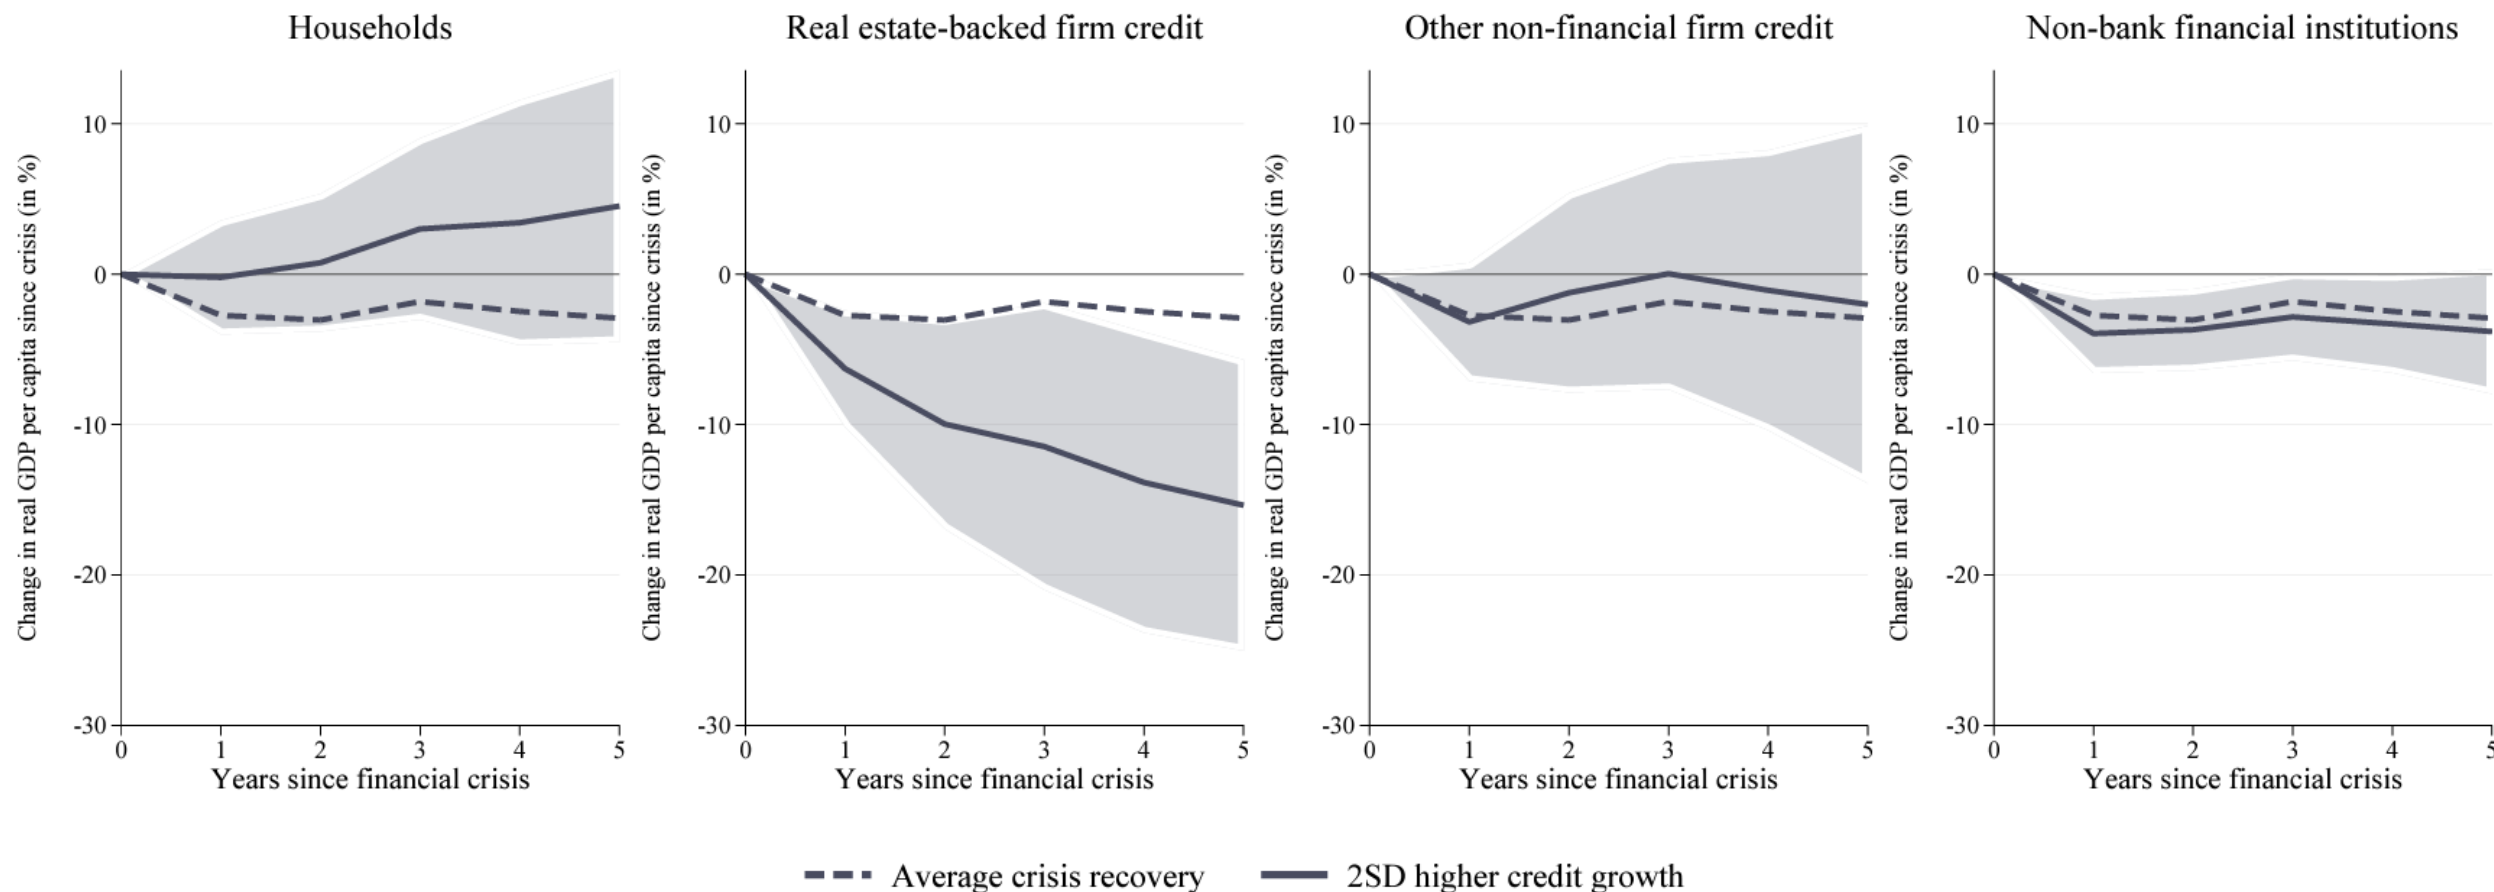 Households
Change in real GDP per capita since crisis (in %)
10
0
-10
-20
-30
0 1 2 3 4 5
Years since financial crisis
Real estate-backed firm credit
Change in real GDP per capita since crisis (in %)
10
0
-10
-20
-30
0 1 2 3 4 5
Years since financial crisis
Other non-financial firm credit
Change in real GDP per capita since crisis (in %)
10
0
-10
-20
-30
0 1 2 3 4 5
Years since financial crisis
Non-bank financial institutions
Change in real GDP per capita since crisis (in %)
10
0
-10
-20
-30
0 1 2 3 4 5
Years since financial crisis
Average crisis recovery
2SD higher credit growth